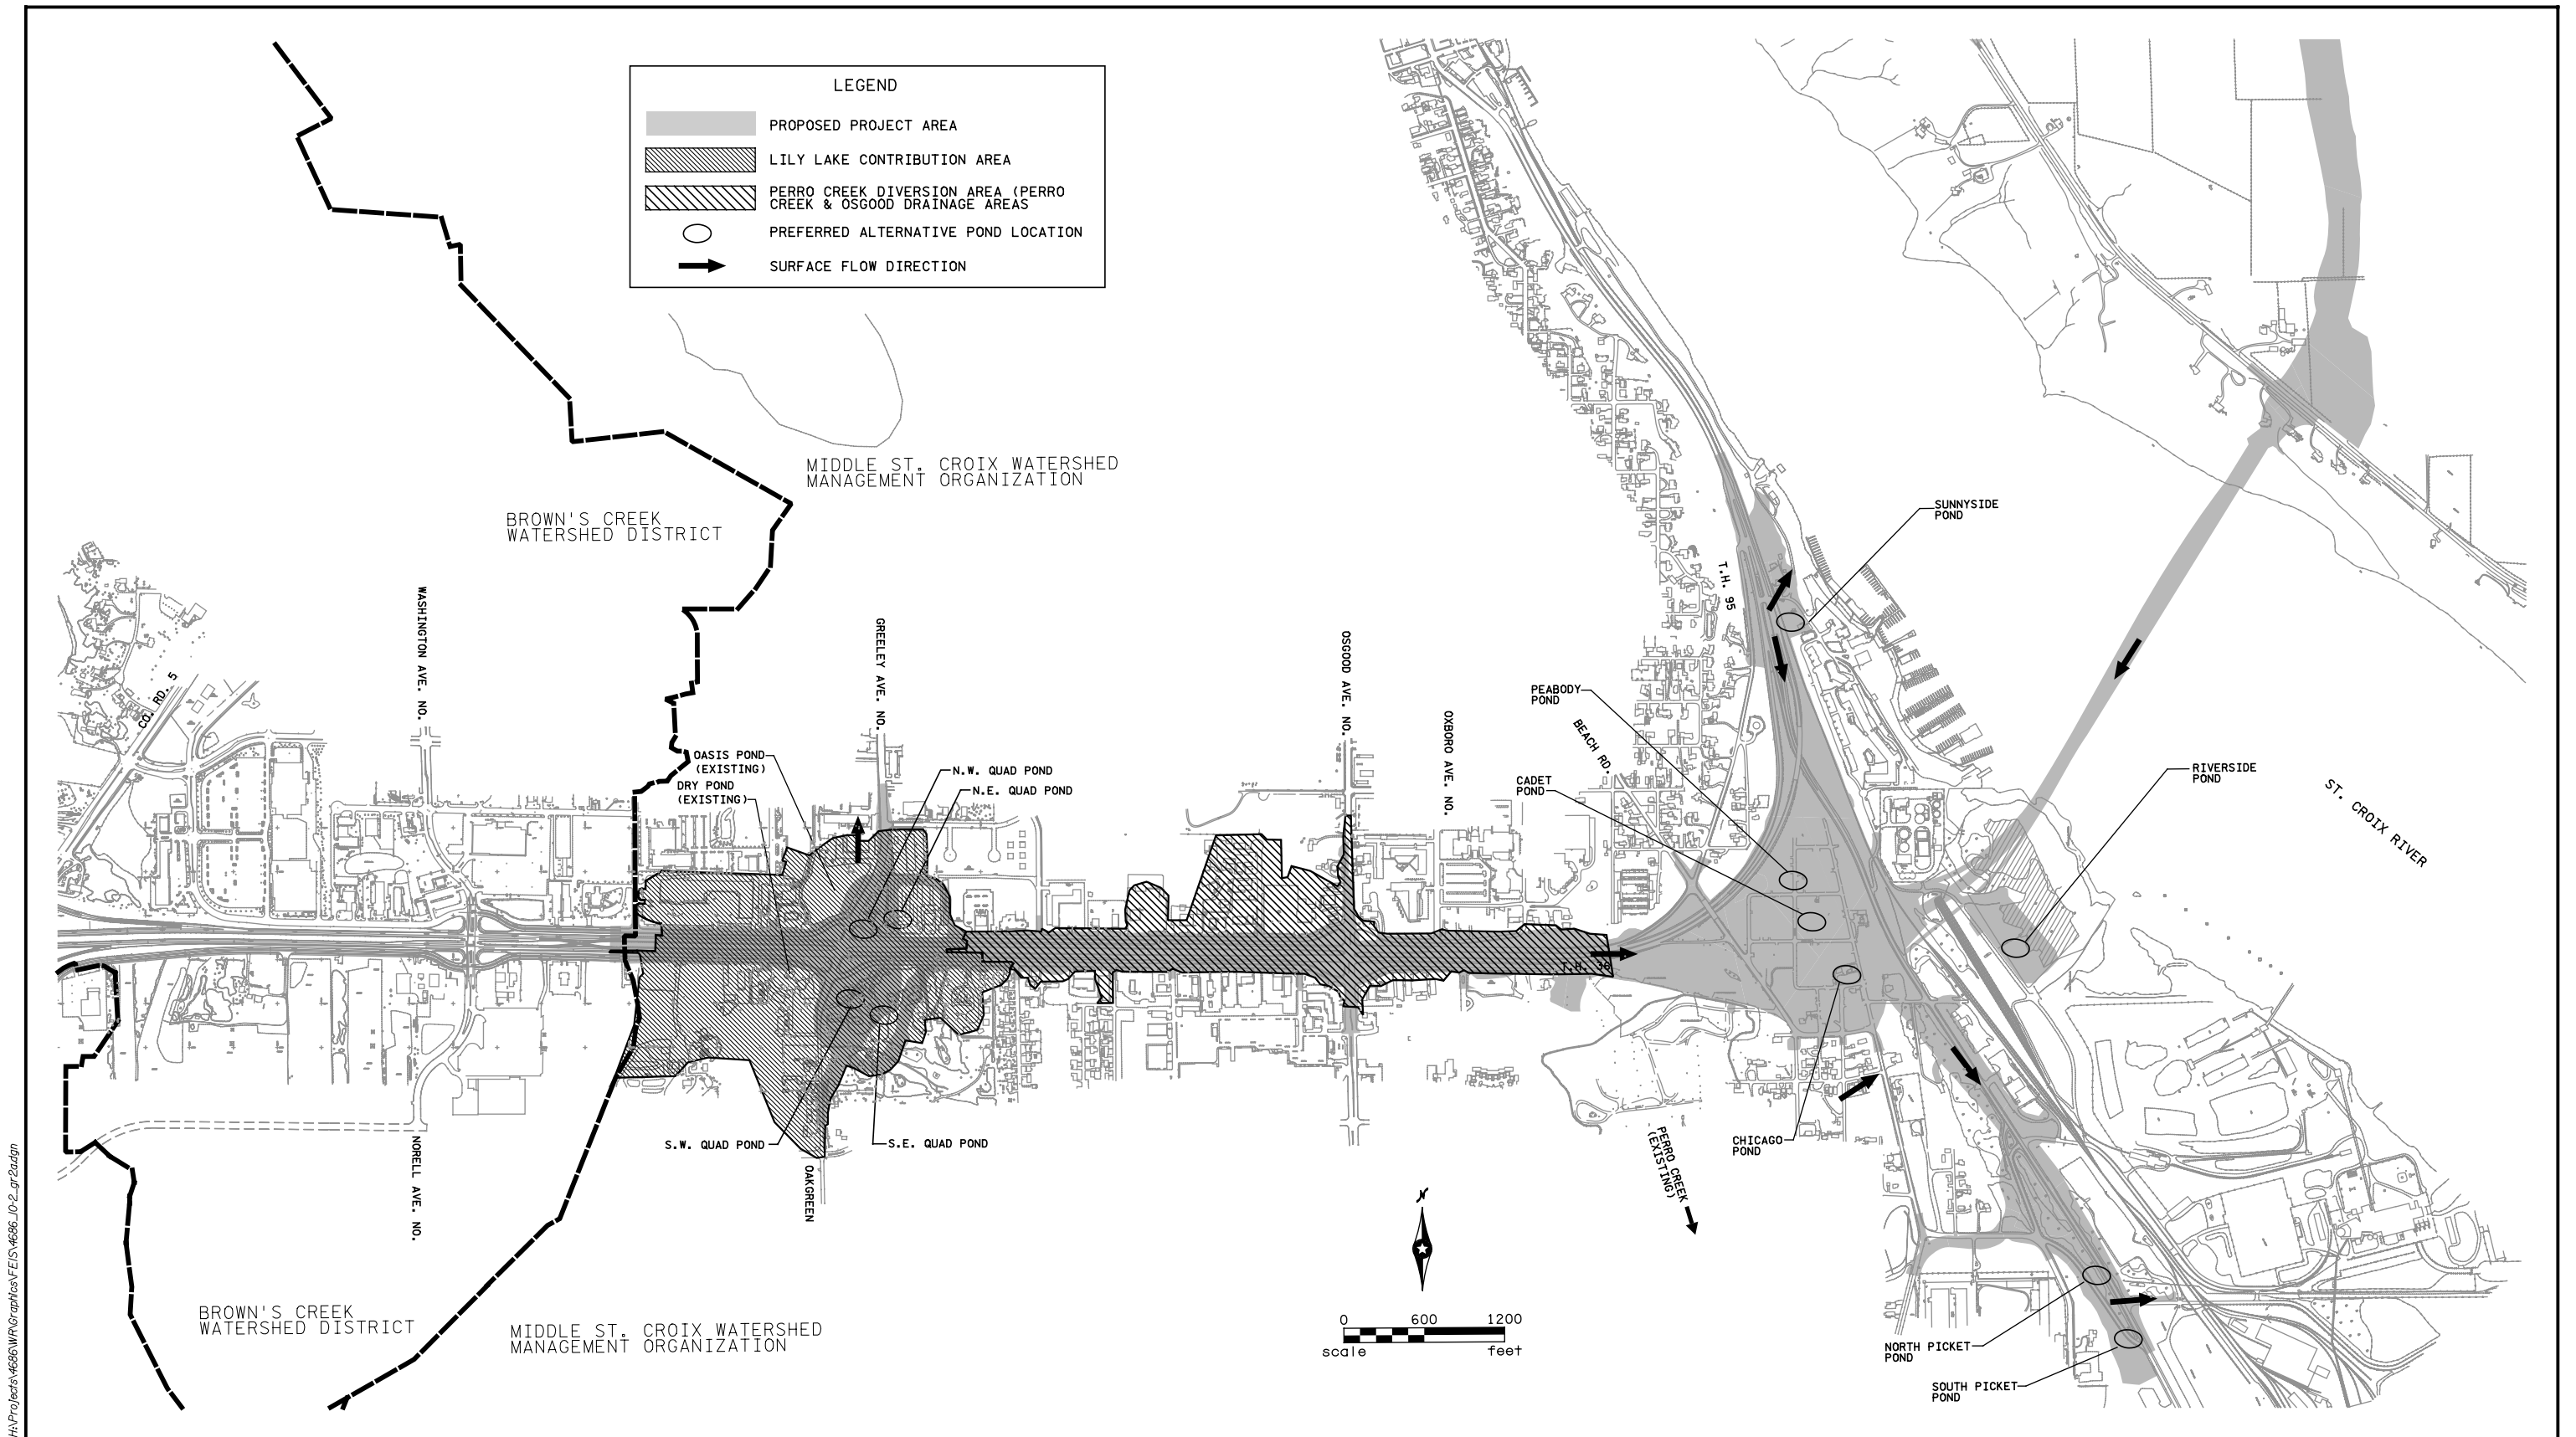 LEGEND
PROPOSED PROJECT AREA
LILY LAKE CONTRIBUTION AREA
PERRO CREEK DIVERSION AREA (PERRO
CREEK & OSGOOD DRAINAGE AREAS
PREFERRED ALTERNATIVE POND LOCATION
SURFACE FLOW DIRECTION
MIDDLE ST. CROIX WATERSHED
MANAGEMENT ORGANIZATION
BROWN'S CREEK
WATERSHED DISTRICT
SUNNYSIDE
POND
T.H. 95
WASHINGTON AVE. NO.
GREELEY AVE. NO.
OSGOOD AVE. NO.
OXBORO AVE. NO.
CO. RD. 5
PEABODY
POND
BEACH RD.
CADET
POND
OASIS POND
(EXISTING)
DRY POND
(EXISTING)
N.W. QUAD POND
N.E. QUAD POND
RIVERSIDE
POND
ST. CROIX RIVER
T.H. 36
S.W. QUAD POND
S.E. QUAD POND
OAKGREEN
NORELL AVE. NO.
CHICAGO
POND
PERRO CREEK
(EXISTING)
N
0 600 1200
scale feet
BROWN'S CREEK
WATERSHED DISTRICT
MIDDLE ST. CROIX WATERSHED
MANAGEMENT ORGANIZATION
NORTH PICKET
POND
SOUTH PICKET
POND
H:\Projects\4686\WR\Graphics\FEIS\4686_10-2_gr2a.dgn